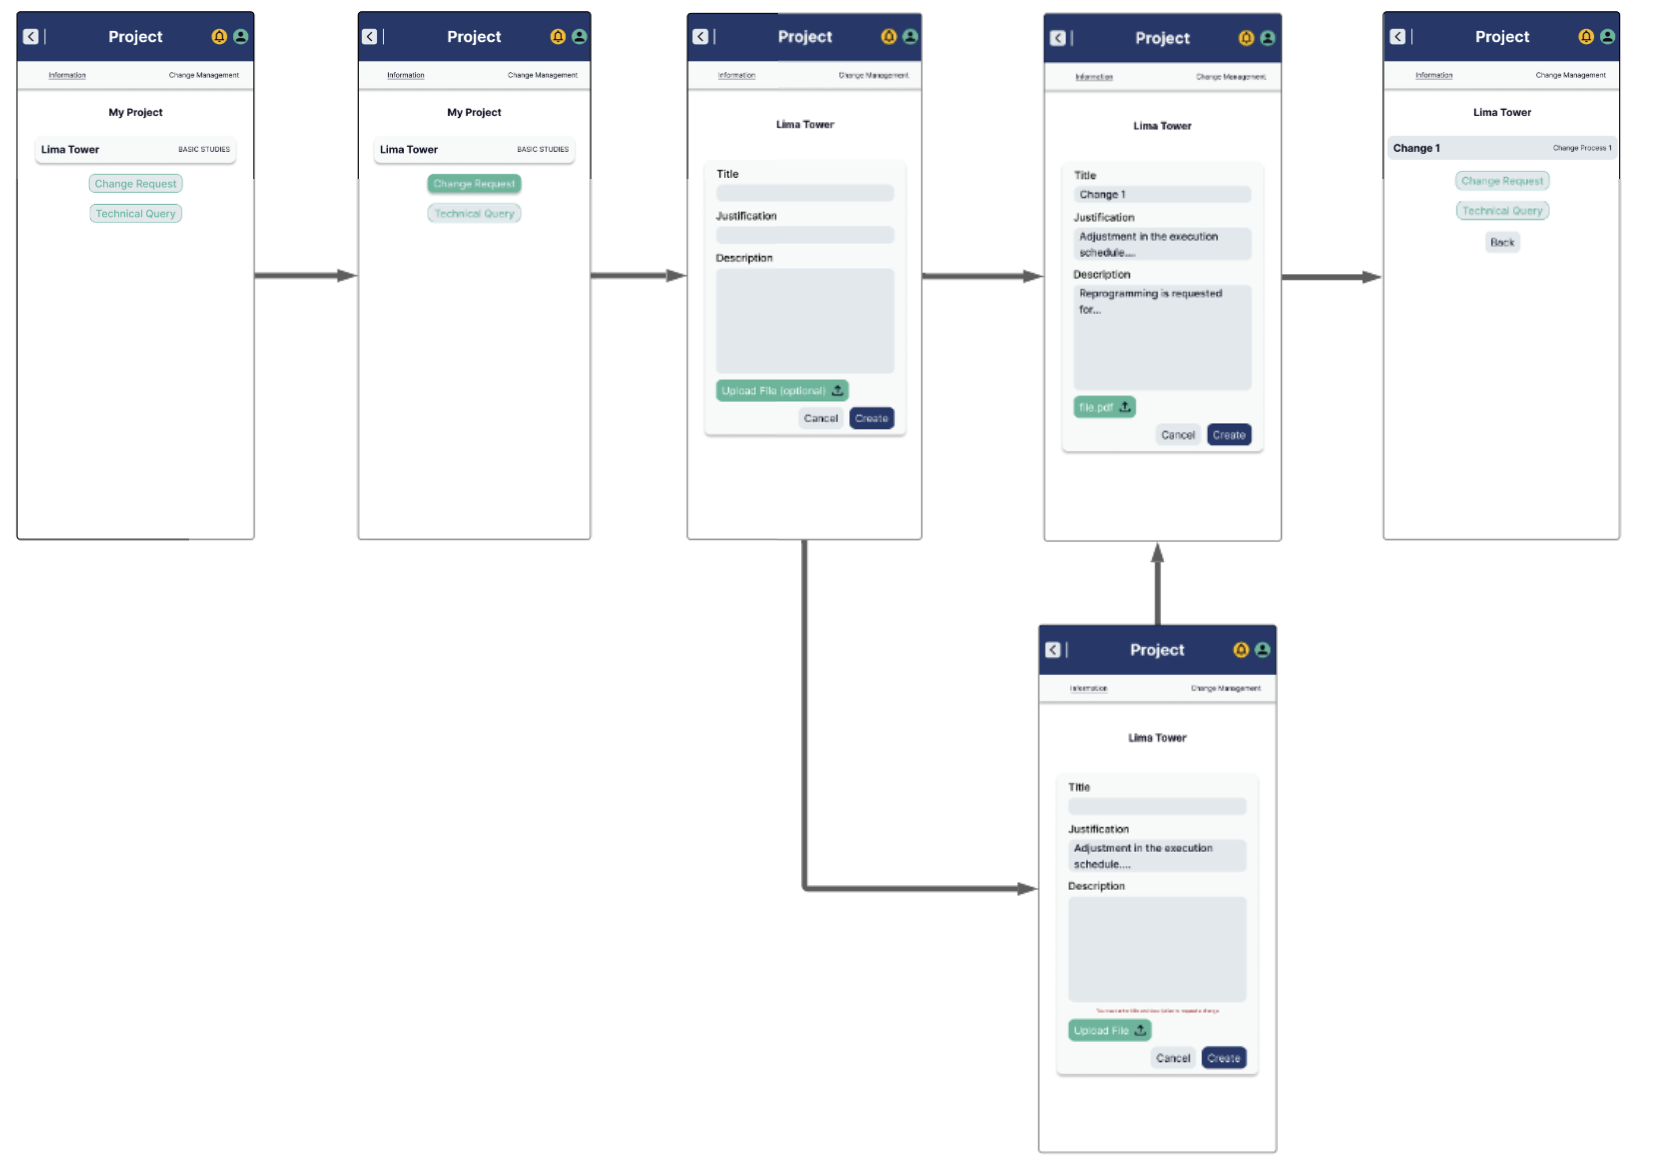 Project
Information
Change Management
My Project
Lima Tower
BASIC STUDIES
Change Request
Technical Query
Project
Information
Change Management
My Project
Lima Tower
BASIC STUDIES
Change Request
Technical Query
Project
Information
Change Management
Lima Tower
Title
Justification
Description
Upload File (optional)
Cancel
Create
Project
Information
Change Management
Lima Tower
Title
Change 1
Justification
Adjustment in the execution
schedule....
Description
Reprogramming is requested
for...
file.pdf
Cancel
Create
Project
Information
Change Management
Lima Tower
Change 1
Change Process 1
Change Request
Technical Query
Back
Project
Information
Change Management
Lima Tower
Title
Justification
Adjustment in the execution
schedule....
Description
Upload File
Cancel
Create